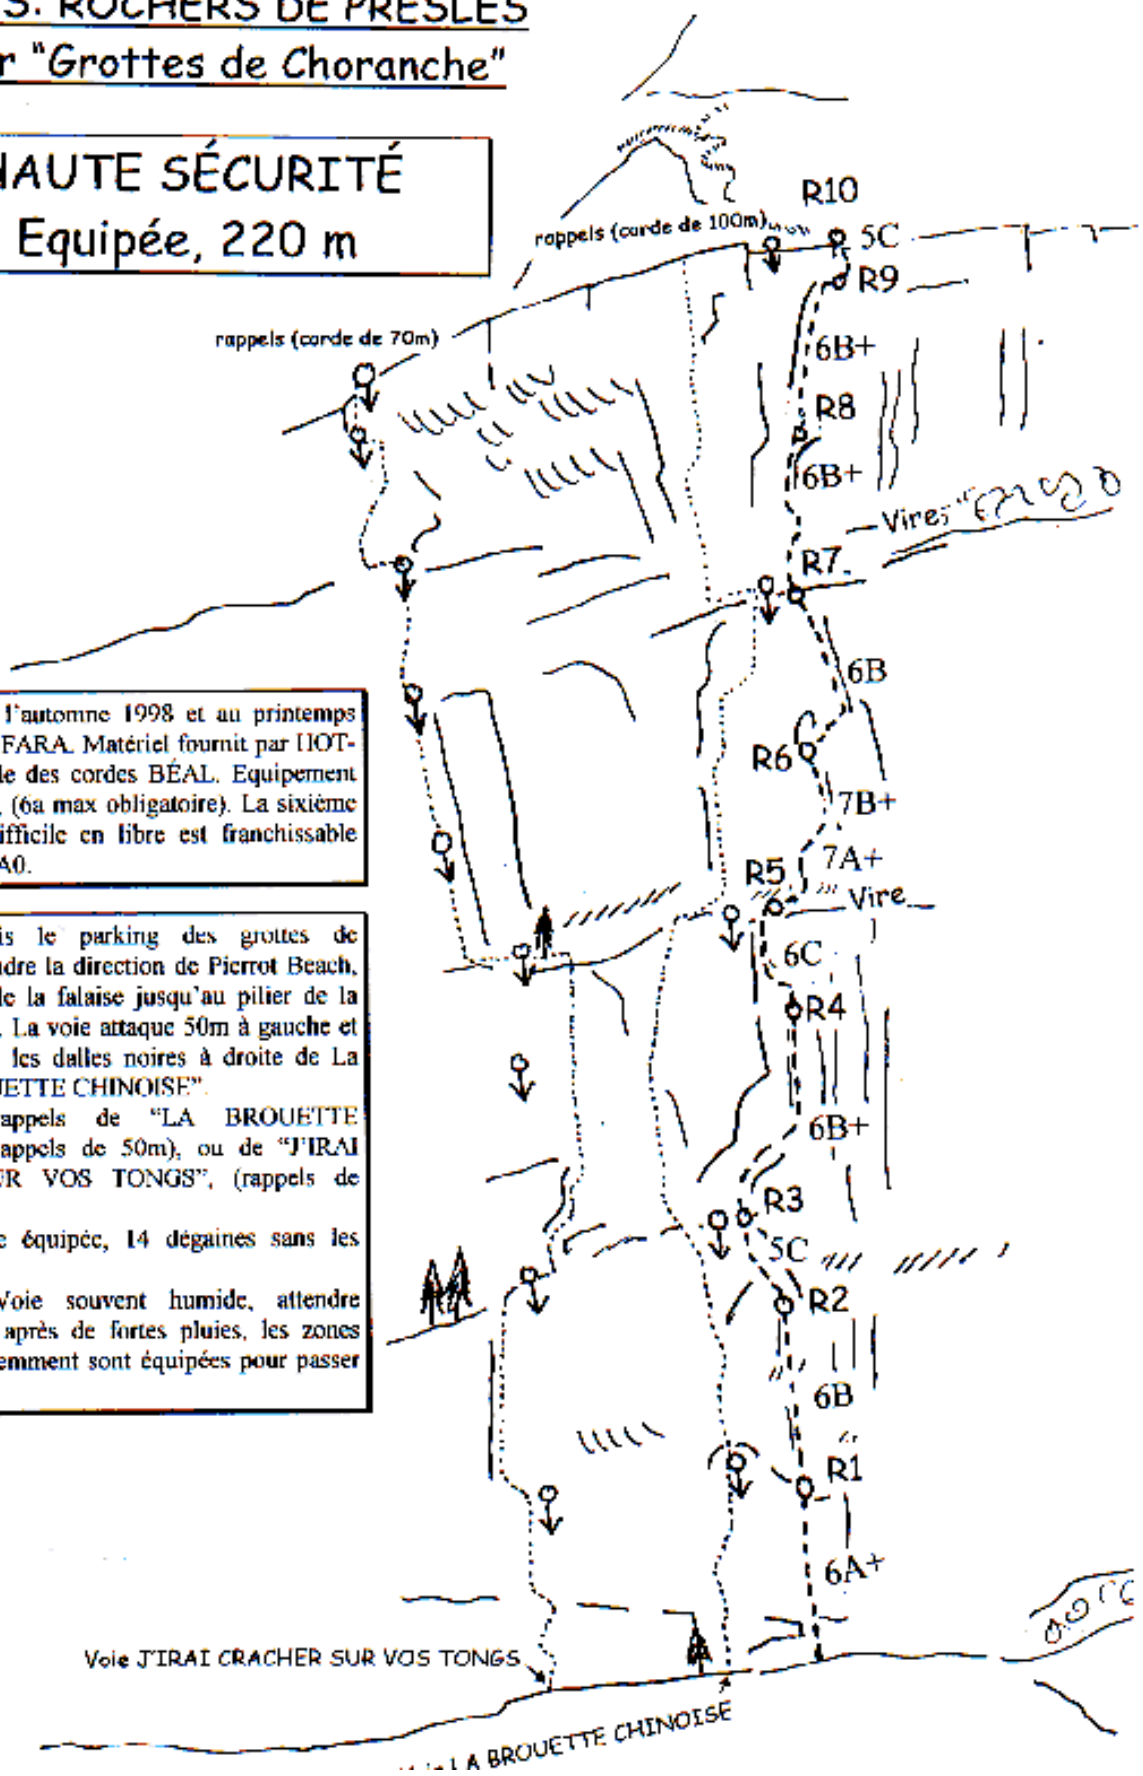 S: ROCHERS DE PRESLES
r "Grottes de Choranche"
HAUTE SÉCURITÉ
Equipée, 220 m
R10
rappels (corde de 100m)
5C
R9
rappels (corde de 70m)
6B+
R8
6B+
Vire
R7
6B
l'automne 1998 et au printemps
FARA. Matériel fournit par HOT-
le des cordes BÉAL. Equipement
, (6a max obligatoire). La sixième
ifficile en libre est franchissable
A0.
R6
7B+
7A+
R5
Vire
is le parking des grottes de
ndre la direction de Pierrot Beach,
le la falaise jusqu'au pilier de la
. La voie attaque 50m à gauche et
les dalles noires à droite de La
UETTE CHINOISE".
appels de "LA BROUETTE
appels de 50m), ou de "J'IRAI
UR VOS TONGS", (rappels de
e équipée, 14 dégaines sans les
Voie souvent humide, attendre
après de fortes pluies, les zones
emment sont équipées pour passer
6C
R4
6B+
R3
5C
R2
6B
R1
6A+
Voie J'IRAI CRACHER SUR VOS TONGS
LA BROUETTE CHINOISE